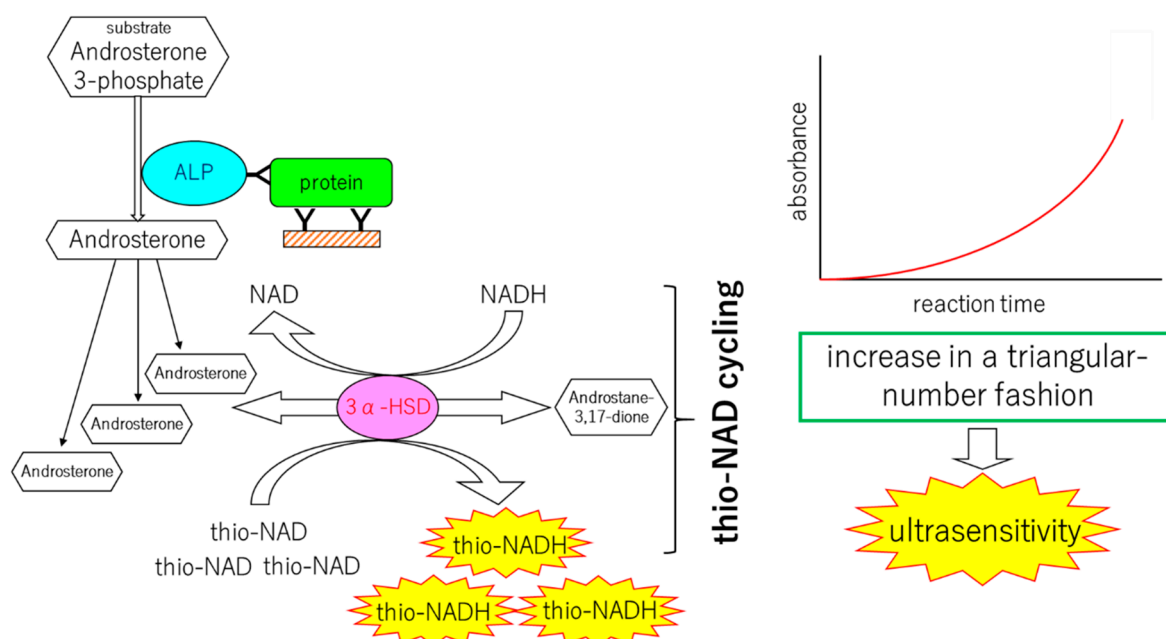 substrate
Androsterone
3-phosphate
ALP
protein
Androsterone
NAD
NADH
Androsterone
Androsterone
Androsterone
3α-HSD
Androstane-
3,17-dione
thio-NAD
thio-NAD thio-NAD
thio-NADH
thio-NADH
thio-NADH
thio-NAD cycling
absorbance
reaction time
increase in a triangular-
number fashion
ultrasensitivity